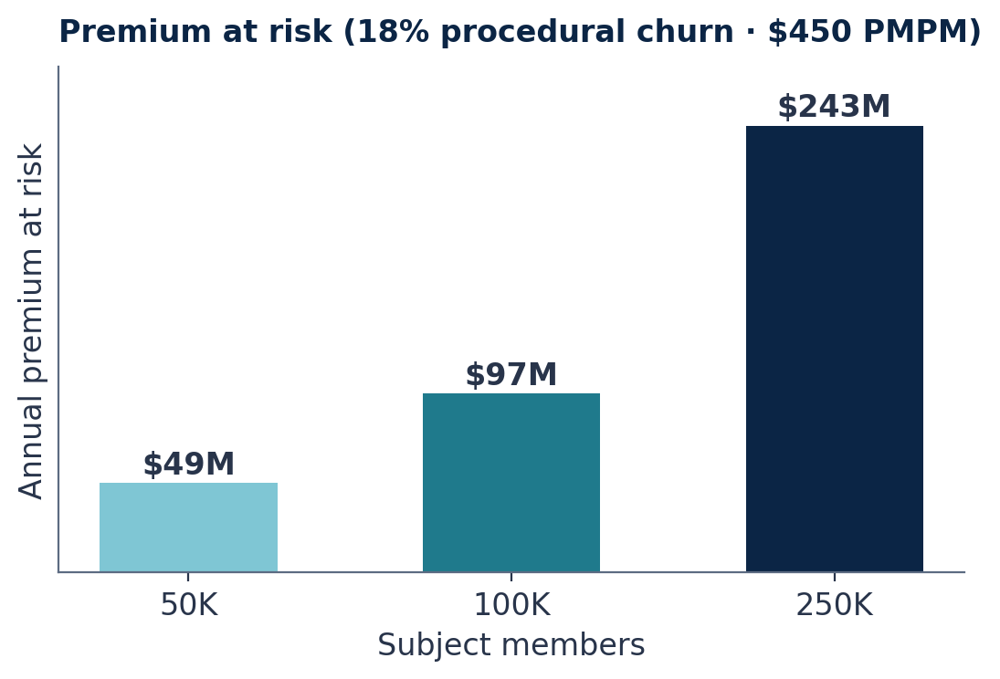 Premium at risk (18% procedural churn · $450 PMPM)
Annual premium at risk
$243M
$97M
$49M
50K 100K 250K
Subject members